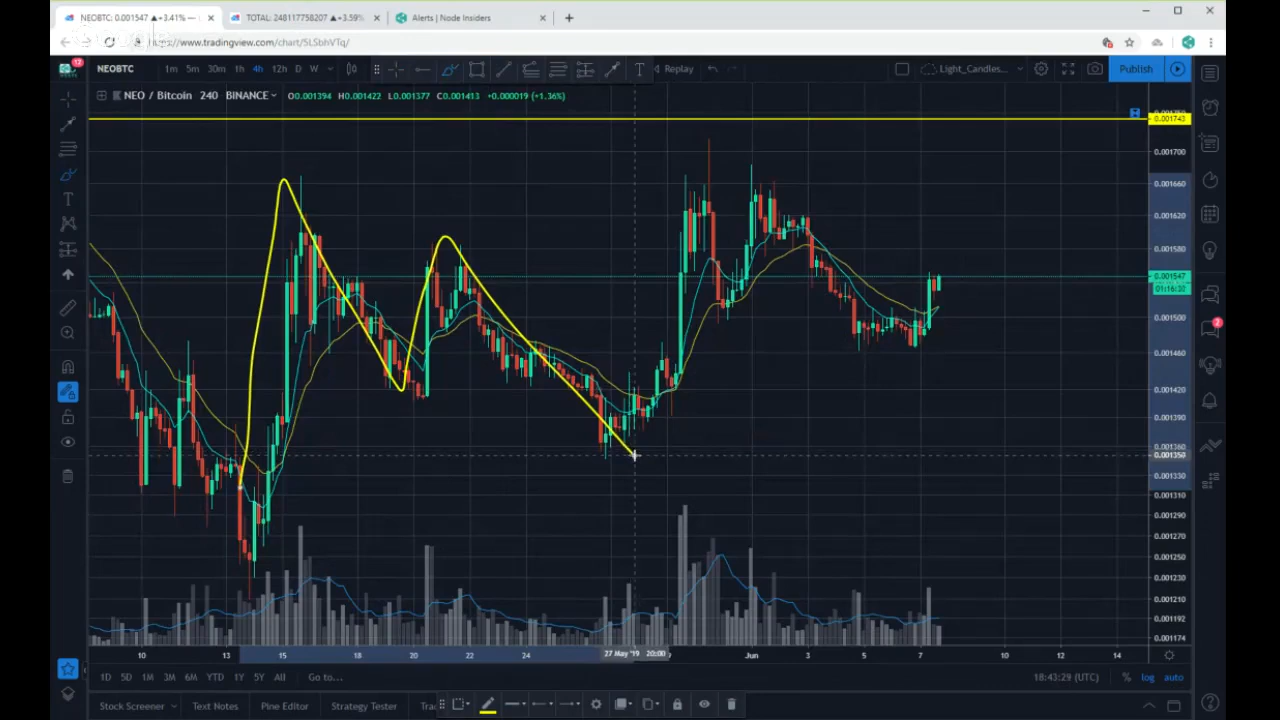 NEOBTC: 0.001547 ▲+3.41% —
TOTAL: 248117758207 ▲+3.59%
Alerts | Node Insiders
https://www.tradingview.com/chart/5LSbhVTq/
12
NEOBTC
1m 5m 30m 1h 4h 12h D W
T
Replay
Light_Candles...
Publish
NEO / Bitcoin 240 BINANCE
O0.001394 H0.001422 L0.001377 C0.001413 +0.000019 (+1.36%)
0.001743
0.001700
0.001660
0.001620
0.001580
0.001547
01:16:30
0.001500
0.001460
0.001420
0.001390
0.001360
0.001350
0.001330
0.001310
0.001290
0.001270
0.001250
0.001230
0.001210
0.001192
0.001174
2
10 13 15 18 20 22 24 27 May '19 20:00 Jun 3 5 7 10 12 14
1D 5D 1M 3M 6M YTD 1Y 5Y All Go to...
18:43:29 (UTC) % log auto
Stock Screener Text Notes Pine Editor Strategy Tester